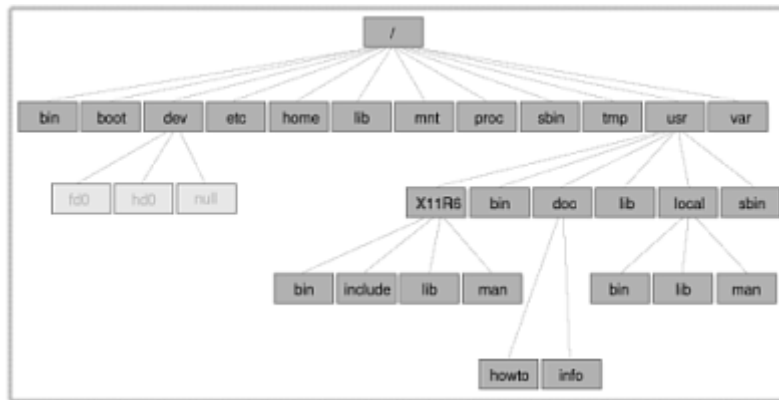 /
bin boot dev etc home lib mnt proc sbin tmp usr var
fd0 hd0 null X11R6 bin doc lib local sbin
bin include lib man bin lib man
howto info